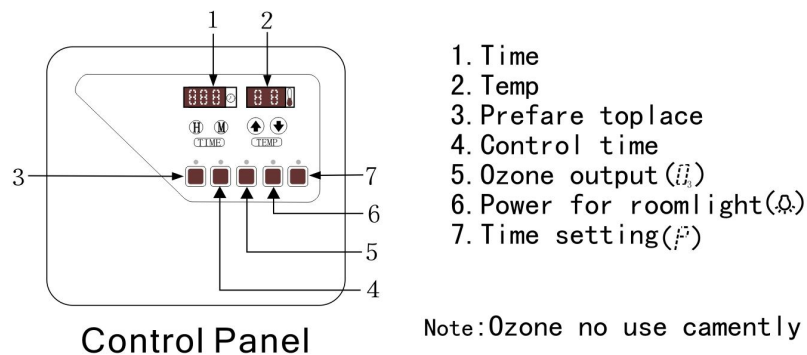 1
2
H M
TIME
TEMP
3
7
6
5
4
Control Panel
1. Time
2. Temp
3. Prefare toplace
4. Control time
5. Ozone output(O₃)
6. Power for roomlight()
7. Time setting(P)
Note: Ozone no use camently